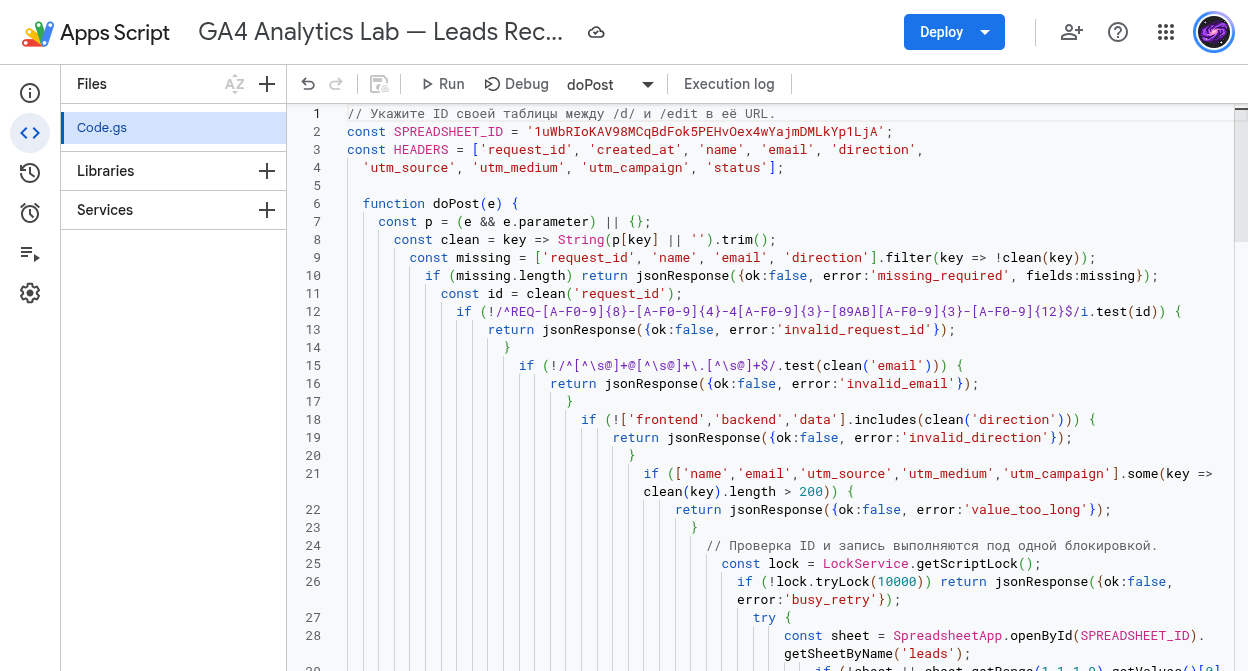 Apps Script
GA4 Analytics Lab — Leads Rec...
Deploy
Files
AZ
Run
Debug
doPost
Execution log
Code.gs
Libraries
Services
1 // Укажите ID своей таблицы между /d/ и /edit в её URL.
2 const SPREADSHEET_ID = '1uWbRIoKAV98MCqBdFok5PEHvOex4wYajmDMLkYp1LjA';
3 const HEADERS = ['request_id', 'created_at', 'name', 'email', 'direction',
4 'utm_source', 'utm_medium', 'utm_campaign', 'status'];
5
6 function doPost(e) {
7 const p = (e && e.parameter) || {};
8 const clean = key => String(p[key] || '').trim();
9 const missing = ['request_id', 'name', 'email', 'direction'].filter(key => !clean(key));
10 if (missing.length) return jsonResponse({ok:false, error:'missing_required', fields:missing});
11 const id = clean('request_id');
12 if (!/^REQ-[A-F0-9]{8}-[A-F0-9]{4}-4[A-F0-9]{3}-[89AB][A-F0-9]{3}-[A-F0-9]{12}$/i.test(id)) {
13 return jsonResponse({ok:false, error:'invalid_request_id'});
14 }
15 if (!/^[^\s@]+@[^\s@]+\.[^\s@]+$/.test(clean('email'))) {
16 return jsonResponse({ok:false, error:'invalid_email'});
17 }
18 if (!['frontend','backend','data'].includes(clean('direction'))) {
19 return jsonResponse({ok:false, error:'invalid_direction'});
20 }
21 if (['name','email','utm_source','utm_medium','utm_campaign'].some(key =>
clean(key).length > 200)) {
22 return jsonResponse({ok:false, error:'value_too_long'});
23 }
24 // Проверка ID и запись выполняются под одной блокировкой.
25 const lock = LockService.getScriptLock();
26 if (!lock.tryLock(10000)) return jsonResponse({ok:false,
error:'busy_retry'});
27 try {
28 const sheet = SpreadsheetApp.openById(SPREADSHEET_ID).
getSheetByName('leads');